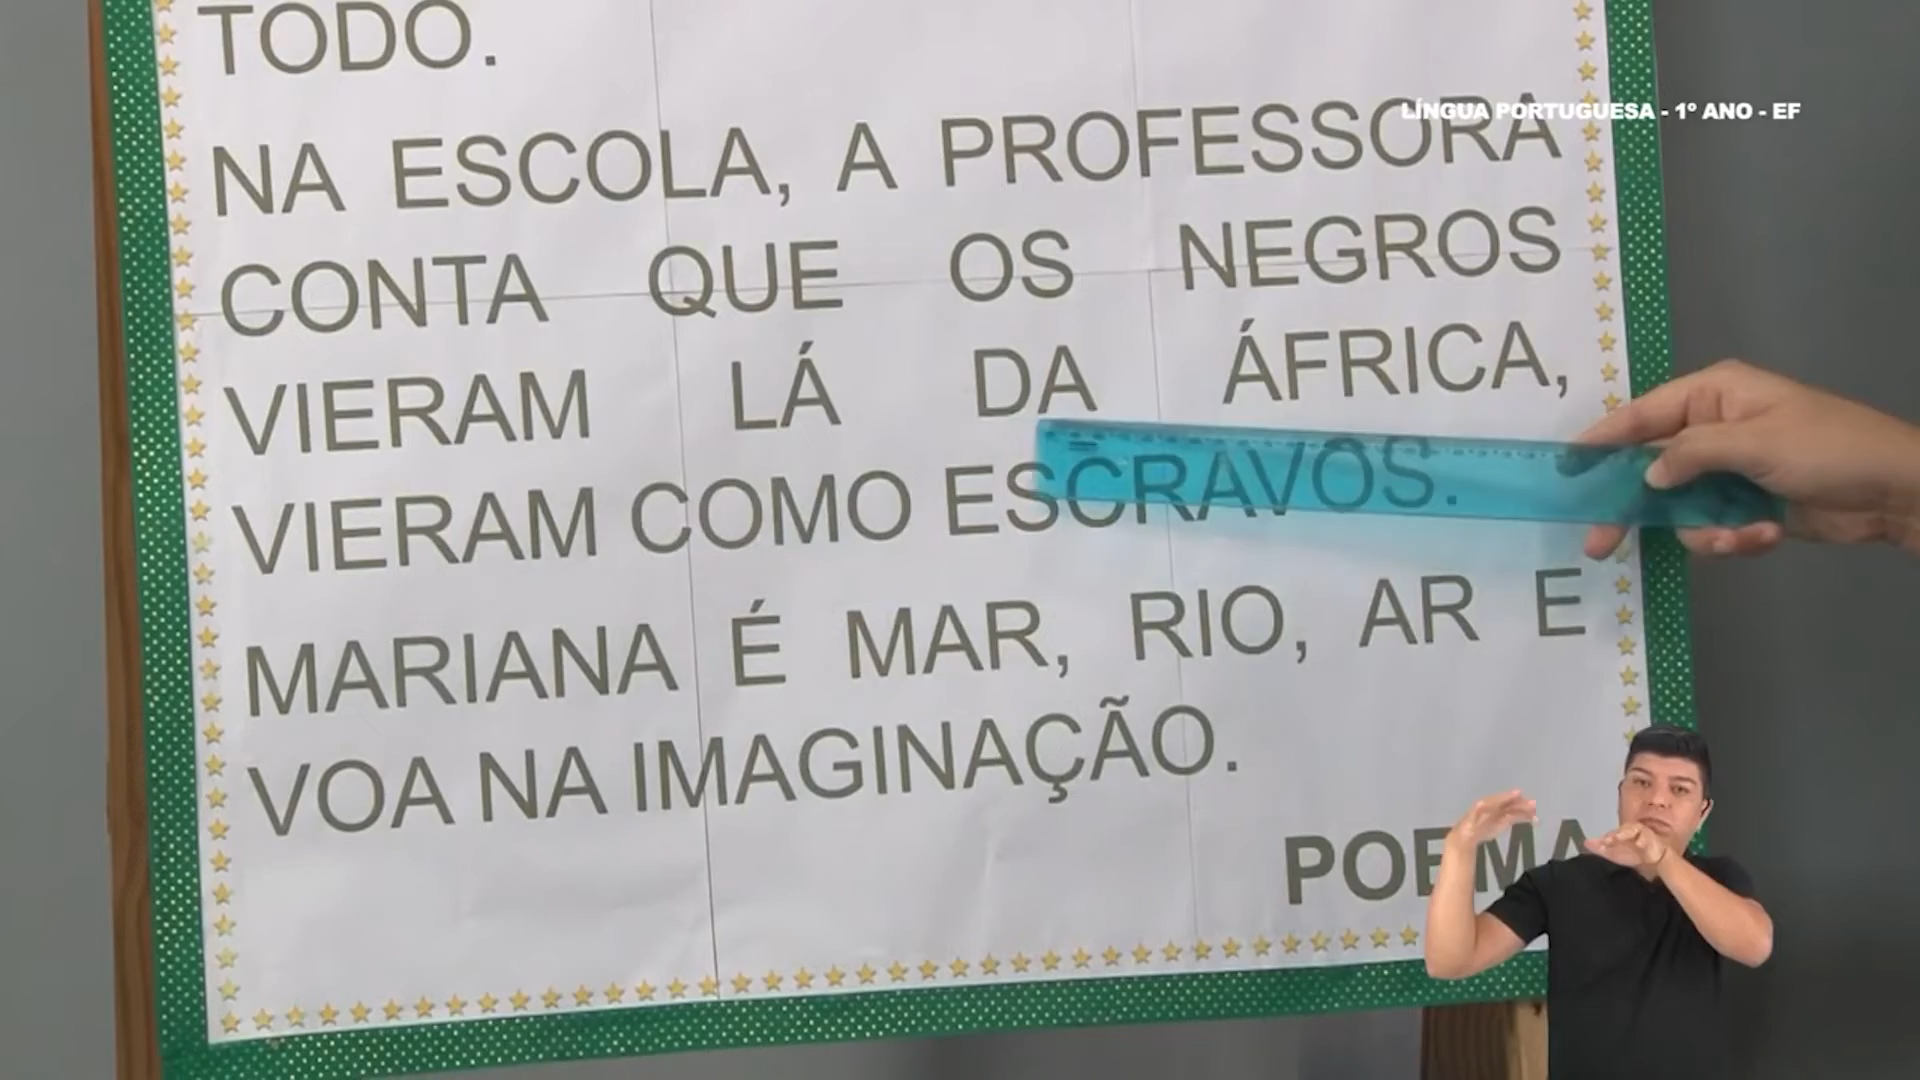 TODO.
LÍNGUA PORTUGUESA - 1º ANO - EF
NA ESCOLA, A PROFESSORA
CONTA QUE OS NEGROS
VIERAM LÁ DA ÁFRICA,
VIERAM COMO ESCRAVOS.
MARIANA É MAR, RIO, AR E
VOA NA IMAGINAÇÃO.
POEMA